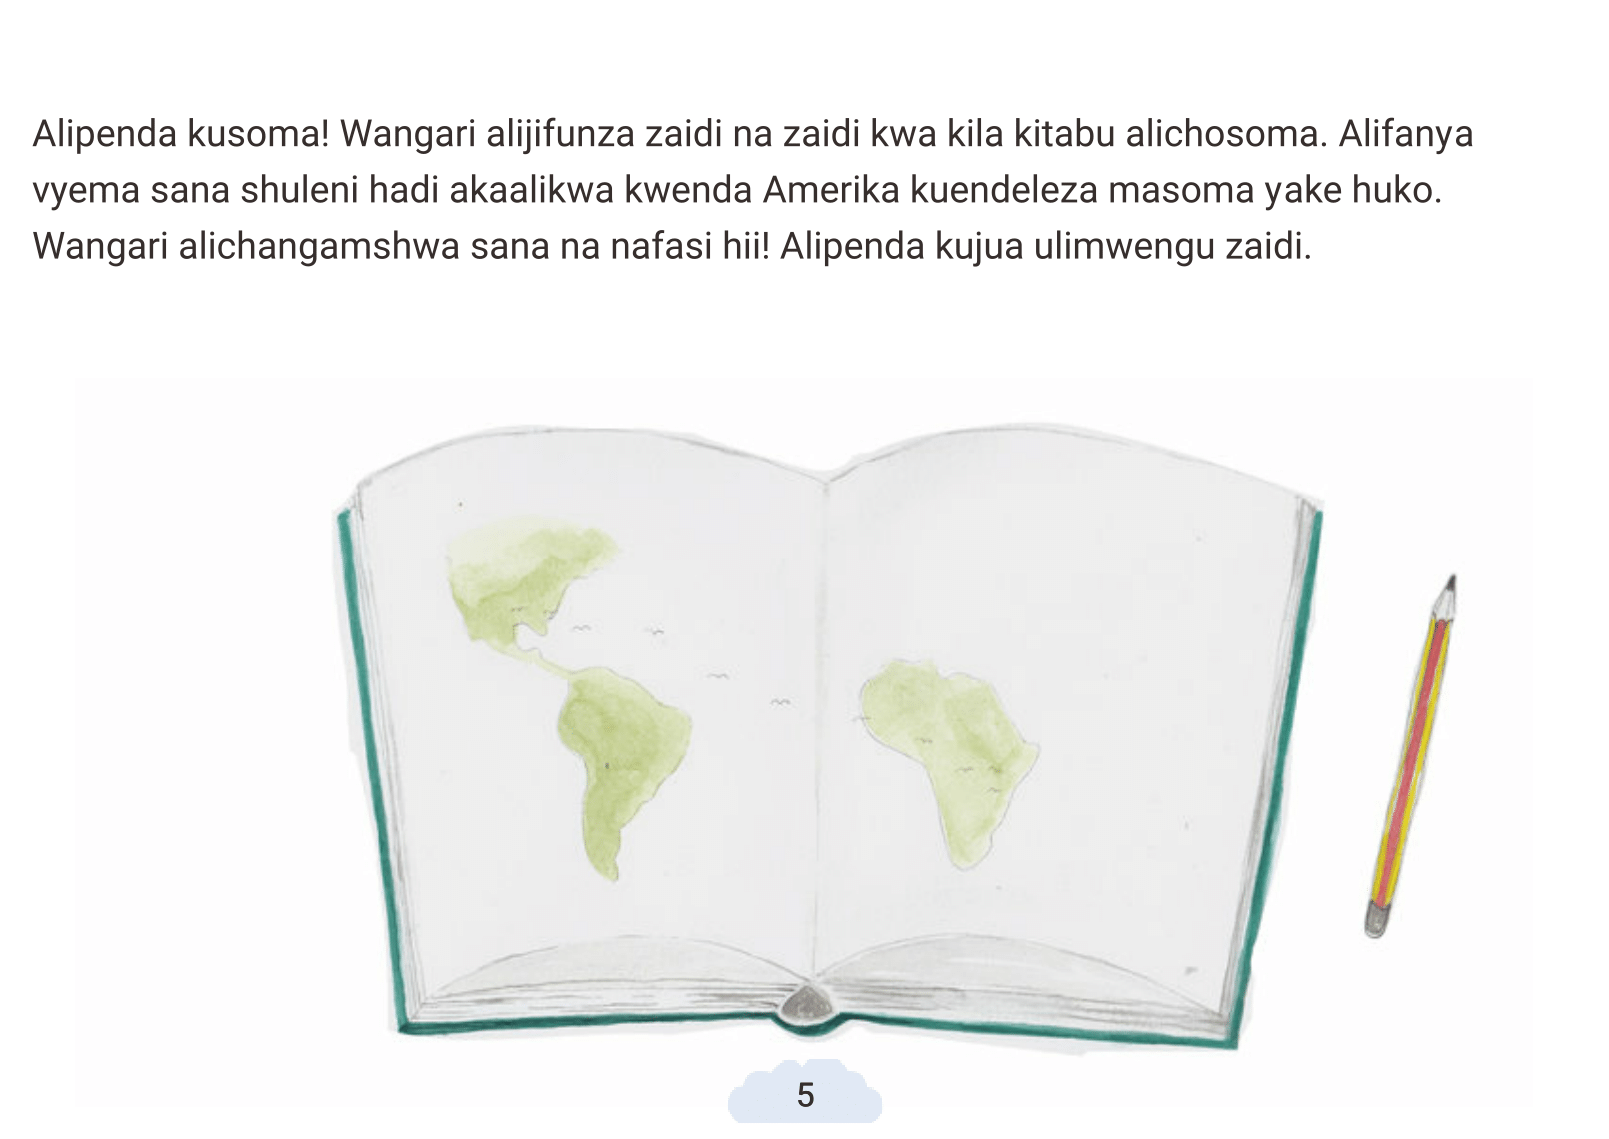 Alipenda kusoma! Wangari alijifunza zaidi na zaidi kwa kila kitabu alichosoma. Alifanya
vyema sana shuleni hadi akaalikwa kwenda Amerika kuendeleza masoma yake huko.
Wangari alichangamshwa sana na nafasi hii! Alipenda kujua ulimwengu zaidi.
5